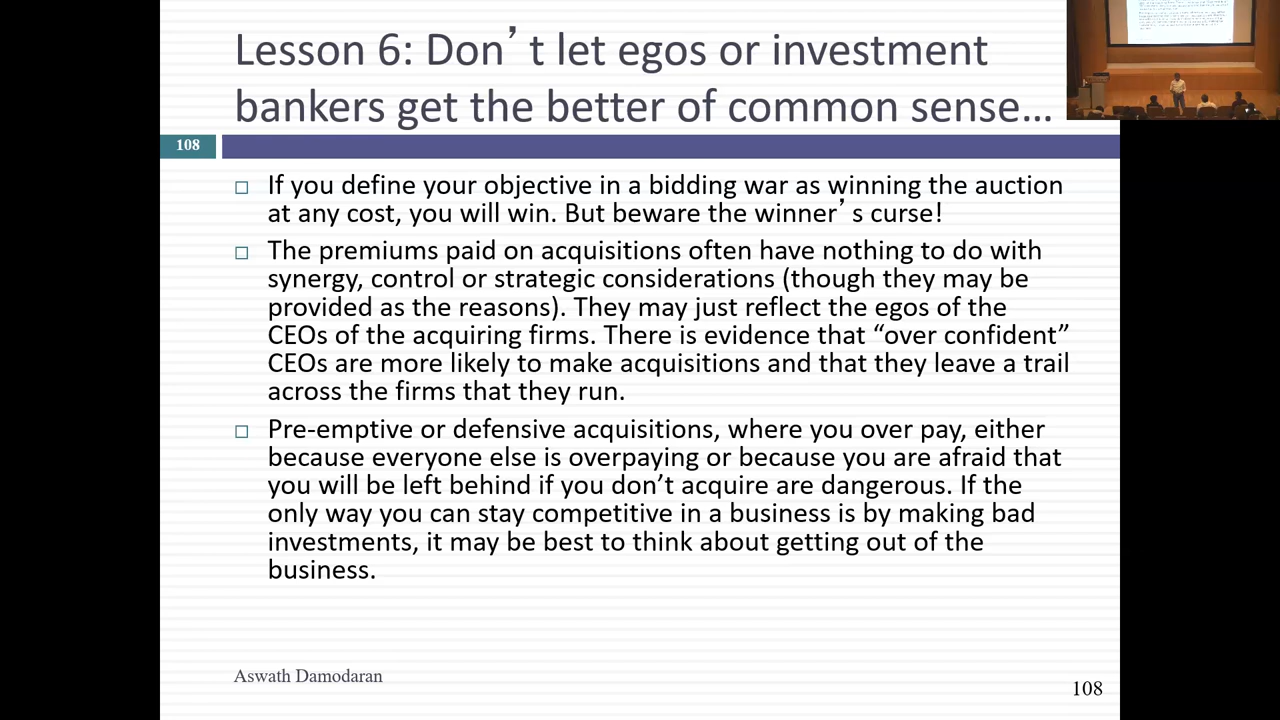 Lesson 6: Don’t let egos or investment
bankers get the better of common sense…
108
If you define your objective in a bidding war as winning the auction
at any cost, you will win. But beware the winner’s curse!
The premiums paid on acquisitions often have nothing to do with
synergy, control or strategic considerations (though they may be
provided as the reasons). They may just reflect the egos of the
CEOs of the acquiring firms. There is evidence that “over confident”
CEOs are more likely to make acquisitions and that they leave a trail
across the firms that they run.
Pre-emptive or defensive acquisitions, where you over pay, either
because everyone else is overpaying or because you are afraid that
you will be left behind if you don’t acquire are dangerous. If the
only way you can stay competitive in a business is by making bad
investments, it may be best to think about getting out of the
business.
Aswath Damodaran
108